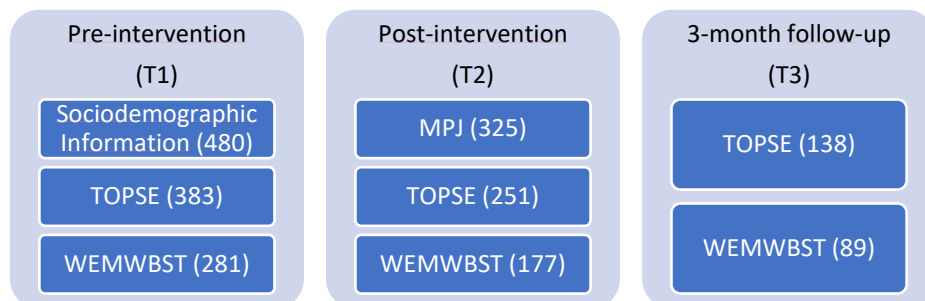 Pre-intervention
(T1)
Sociodemographic
Information (480)
TOPSE (383)
WEMWBST (281)
Post-intervention
(T2)
MPJ (325)
TOPSE (251)
WEMWBST (177)
3-month follow-up
(T3)
TOPSE (138)
WEMWBST (89)